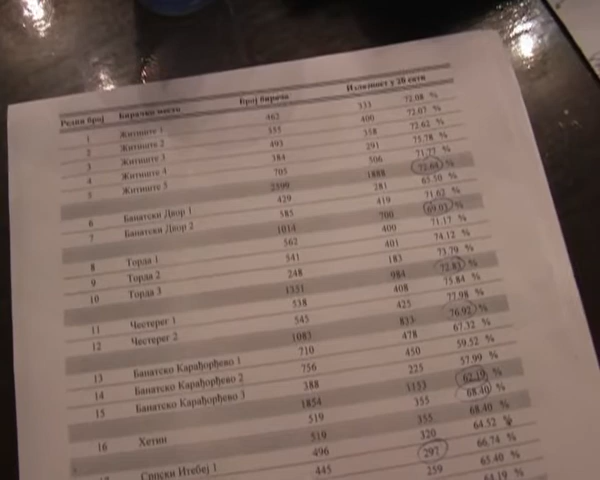 Редни број Бирачко место Број бирача Излазност у 20 сати
1 Житиште 1 462 333 72.08 %
2 Житиште 2 555 400 72.07 %
3 Житиште 3 493 358 72.62 %
4 Житиште 4 384 291 75.78 %
5 Житиште 5 705 506 71.77 %
2599 1888 72.64 %
6 Банатски Двор 1 429 281 65.50 %
7 Банатски Двор 2 585 419 71.62 %
1014 700 69.03 %
8 Торда 1 562 400 71.17 %
9 Торда 2 541 401 74.12 %
10 Торда 3 248 183 73.79 %
1351 984 72.83 %
11 Честерег 1 538 408 75.84 %
12 Честерег 2 545 425 77.98 %
1083 833 76.92 %
13 Банатско Карађорђево 1 710 478 67.32 %
14 Банатско Карађорђево 2 756 450 59.52 %
15 Банатско Карађорђево 3 388 225 57.99 %
1854 1153 62.19 %
16 Хетин 519 355 68.40 %
519 355 68.40 %
17 Српски Итебеј 1 496 320 64.52 %
445 297 66.74 %
259 65.40 %
64.19 %